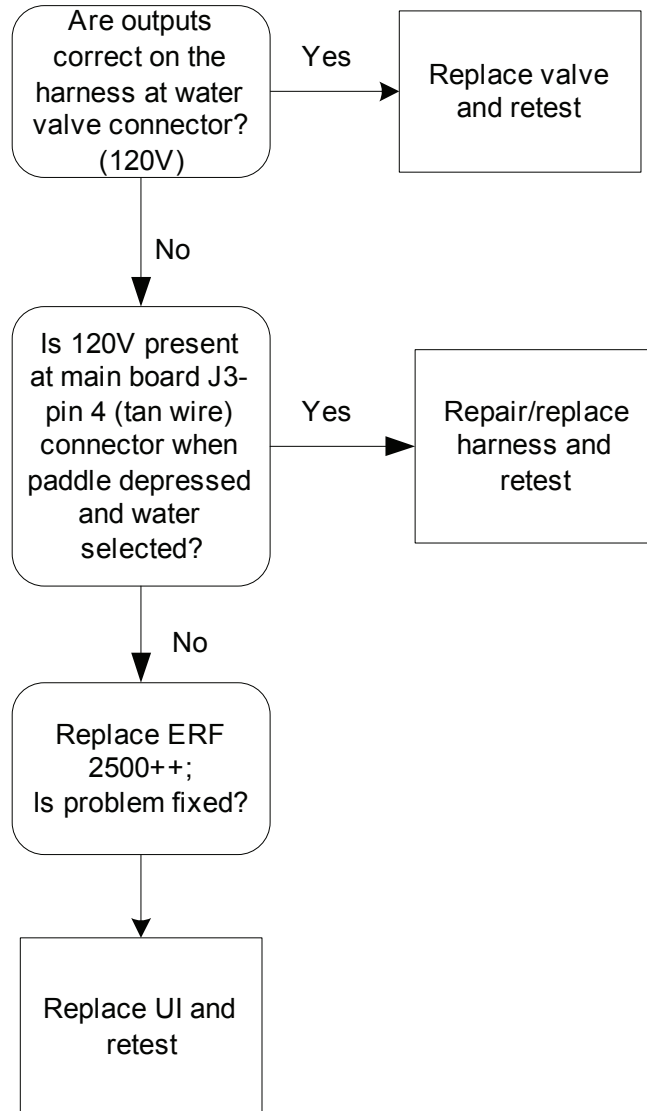 Are outputs
correct on the
harness at water
valve connector?
(120V)
Yes
Replace valve
and retest
No
Is 120V present
at main board J3-
pin 4 (tan wire)
connector when
paddle depressed
and water
selected?
Yes
Repair/replace
harness and
retest
No
Replace ERF
2500++;
Is problem fixed?
Replace UI and
retest